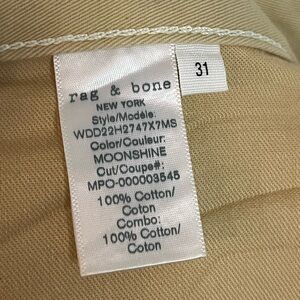 rag & bone
NEW YORK
Style/Modèle:
WDD22H2747X7MS
Color/Couleur:
MOONSHINE
Cut/Coupe#:
MPO-000003545
100% Cotton/
Coton
Combo:
100% Cotton/
Coton
31